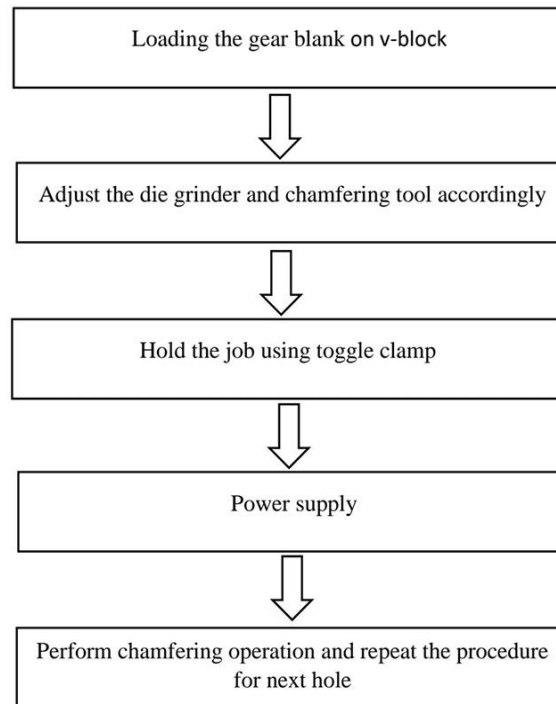 Loading the gear blank on v-block
Adjust the die grinder and chamfering tool accordingly
Hold the job using toggle clamp
Power supply
Perform chamfering operation and repeat the procedure
for next hole